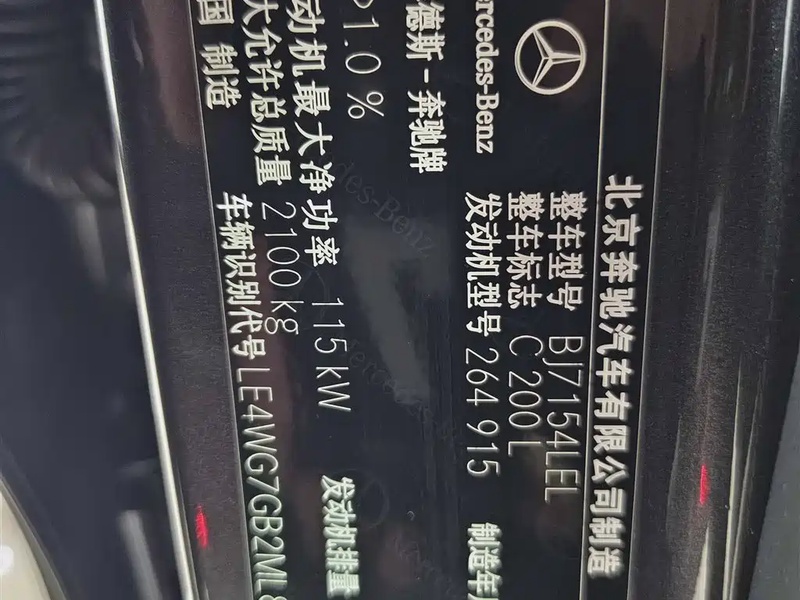 北京奔驰汽车有限公司制造
Mercedes-Benz
德斯-奔驰牌
整车型号 BJ7154LEL
整车标志 C 200 L
发动机型号 264 915
制造年
1.0 %
动机最大净功率 115 kW
发动机排量
大允许总质量 2100 kg
国 制造
车辆识别代号 LE4WG7GB2ML